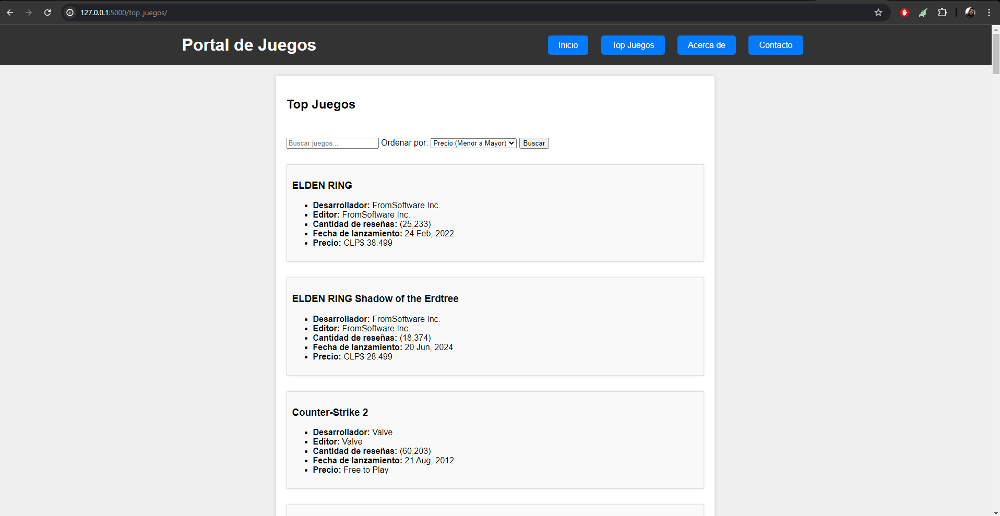 127.0.0.1:5000/top_juegos/
Portal de Juegos
Inicio
Top Juegos
Acerca de
Contacto
Top Juegos
Buscar juegos... Ordenar por: Precio (Menor a Mayor) Buscar
ELDEN RING
Desarrollador: FromSoftware Inc.
Editor: FromSoftware Inc.
Cantidad de reseñas: (25,233)
Fecha de lanzamiento: 24 Feb, 2022
Precio: CLP$ 38.499
ELDEN RING Shadow of the Erdtree
Desarrollador: FromSoftware Inc.
Editor: FromSoftware Inc.
Cantidad de reseñas: (18,374)
Fecha de lanzamiento: 20 Jun, 2024
Precio: CLP$ 28.499
Counter-Strike 2
Desarrollador: Valve
Editor: Valve
Cantidad de reseñas: (60,203)
Fecha de lanzamiento: 21 Aug, 2012
Precio: Free to Play